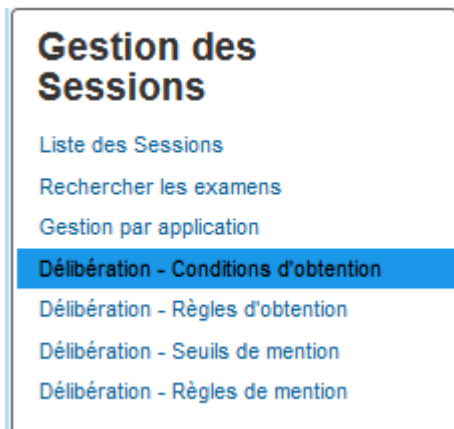 Gestion des
Sessions
Liste des Sessions
Rechercher les examens
Gestion par application
Délibération - Conditions d'obtention
Délibération - Règles d'obtention
Délibération - Seuils de mention
Délibération - Règles de mention